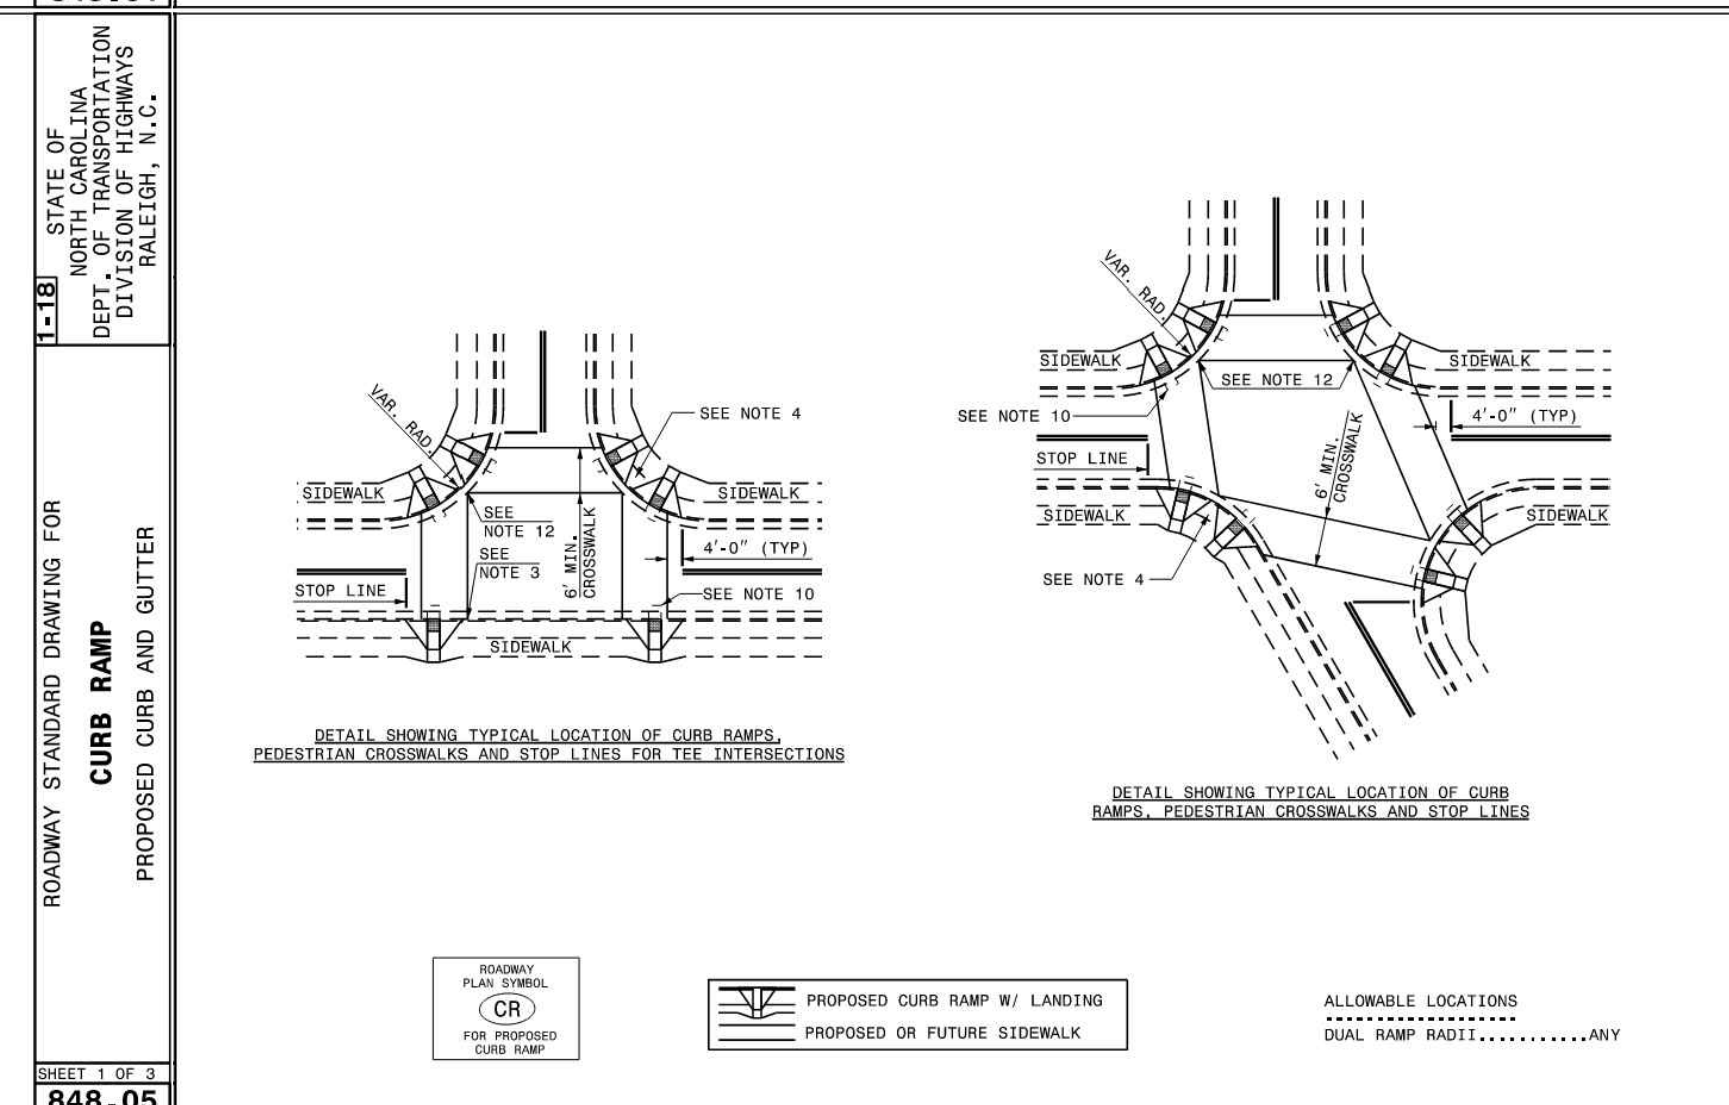 1-18
STATE OF
NORTH CAROLINA
DEPT. OF TRANSPORTATION
DIVISION OF HIGHWAYS
RALEIGH, N.C.
ROADWAY STANDARD DRAWING FOR
CURB RAMP
PROPOSED CURB AND GUTTER
SHEET 1 OF 3
848.05
VAR. RAD.
SEE NOTE 4
SIDEWALK
SIDEWALK
SEE
NOTE 12
SEE
NOTE 3
6' MIN.
CROSSWALK
4'-0" (TYP)
STOP LINE
SEE NOTE 10
SIDEWALK
DETAIL SHOWING TYPICAL LOCATION OF CURB RAMPS,
PEDESTRIAN CROSSWALKS AND STOP LINES FOR TEE INTERSECTIONS
VAR. RAD.
SIDEWALK
SIDEWALK
SEE NOTE 12
SEE NOTE 10
4'-0" (TYP)
6' MIN.
CROSSWALK
STOP LINE
SIDEWALK
SIDEWALK
SEE NOTE 4
DETAIL SHOWING TYPICAL LOCATION OF CURB
RAMPS, PEDESTRIAN CROSSWALKS AND STOP LINES
ROADWAY
PLAN SYMBOL
CR
FOR PROPOSED
CURB RAMP
PROPOSED CURB RAMP W/ LANDING
PROPOSED OR FUTURE SIDEWALK
ALLOWABLE LOCATIONS
DUAL RAMP RADII............ANY